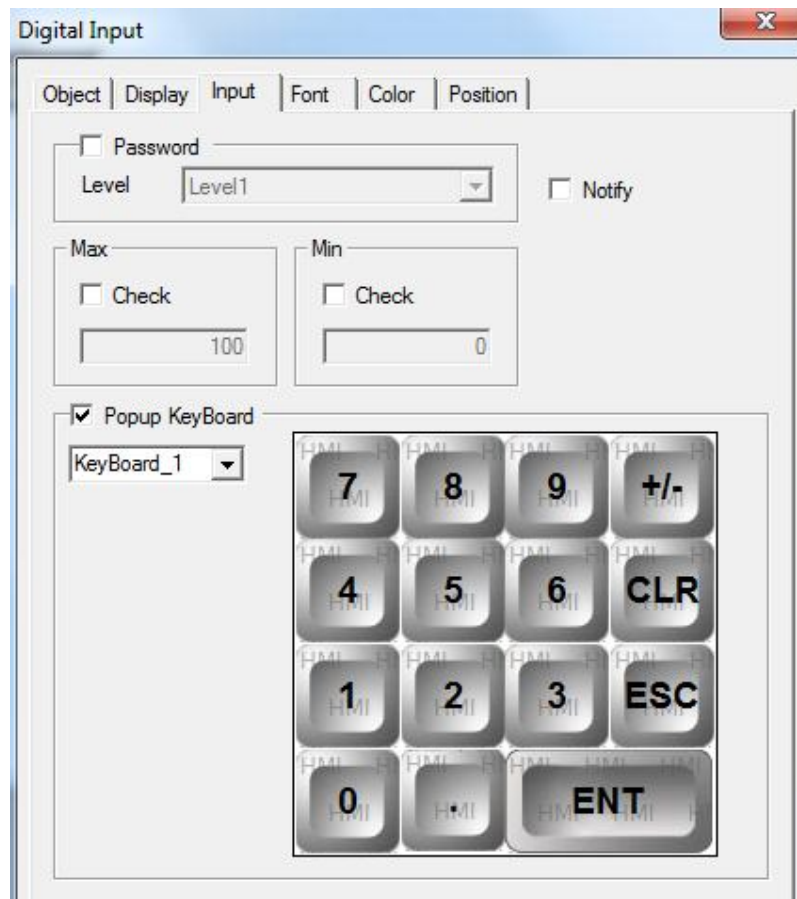 Digital Input
Object Display Input Font Color Position
Password
Level Level1
Notify
Max Min
Check Check
100 0
Popup KeyBoard
KeyBoard_1
7 8 9 +/-
4 5 6 CLR
1 2 3 ESC
0 . ENT